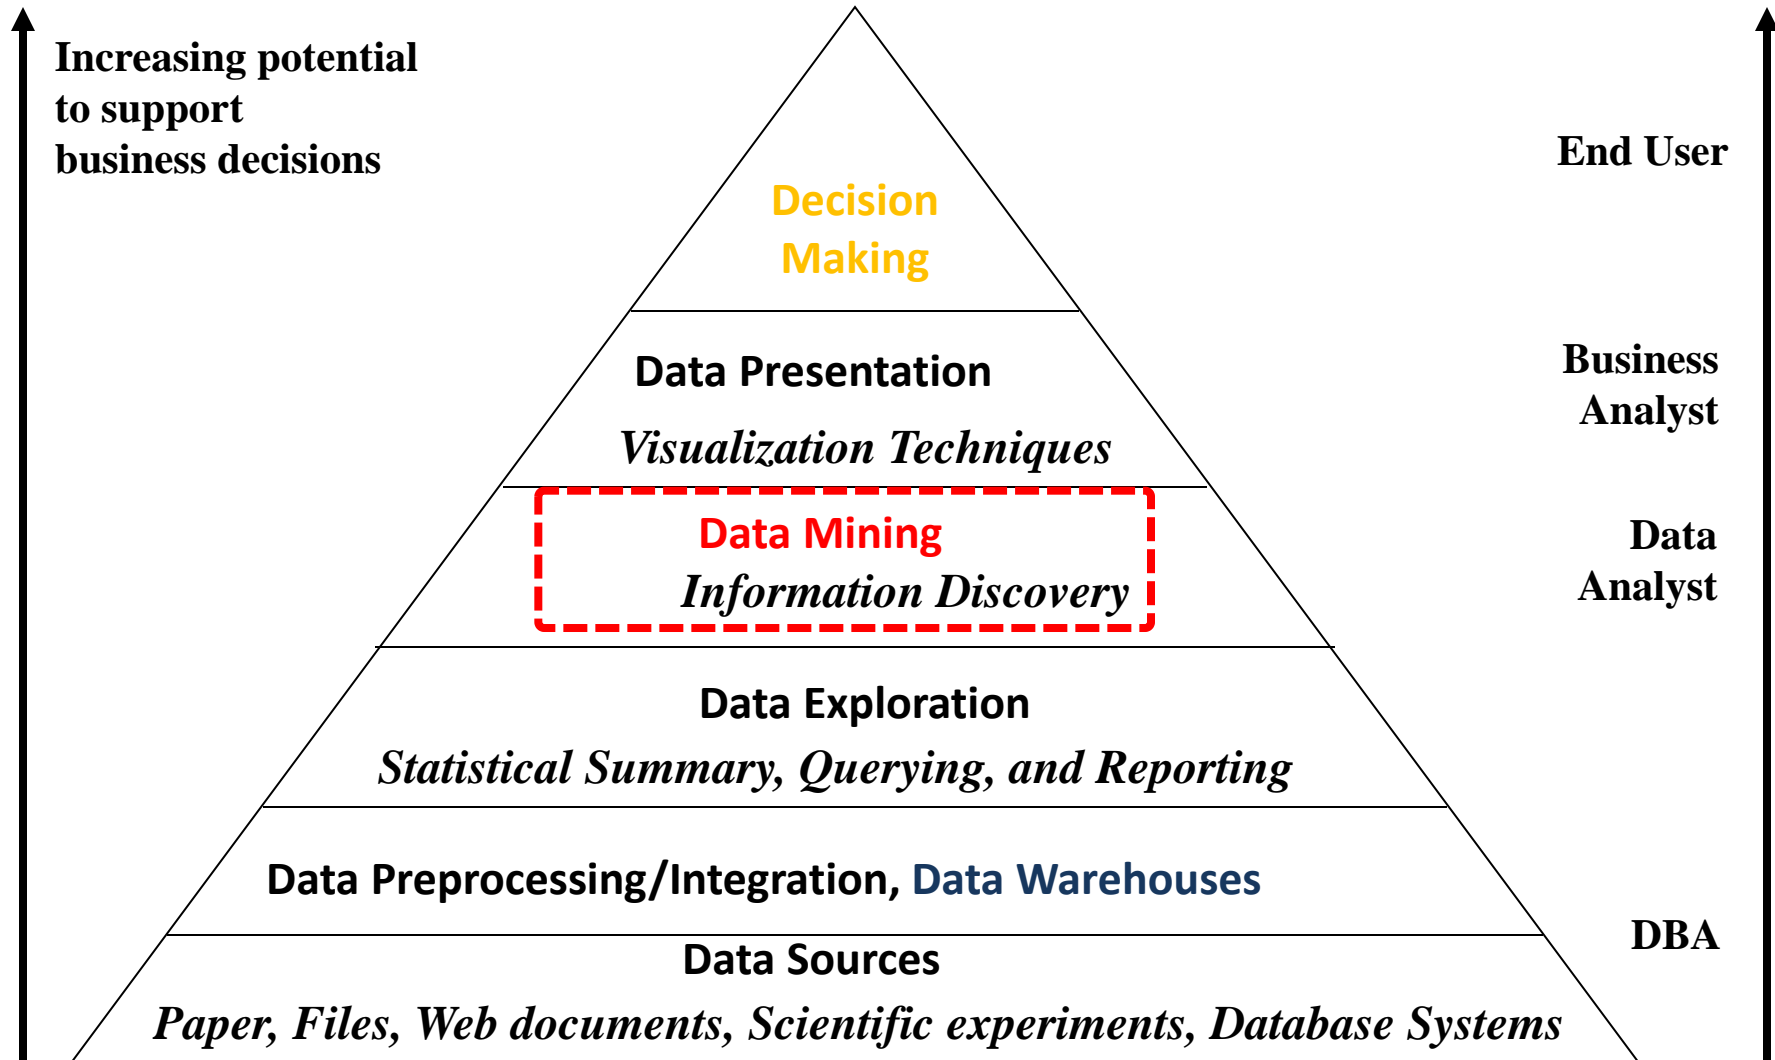 Increasing potential
to support
business decisions
End User
Decision
Making
Data Presentation
Visualization Techniques
Business
Analyst
Data Mining
Information Discovery
Data
Analyst
Data Exploration
Statistical Summary, Querying, and Reporting
Data Preprocessing/Integration, Data Warehouses
DBA
Data Sources
Paper, Files, Web documents, Scientific experiments, Database Systems